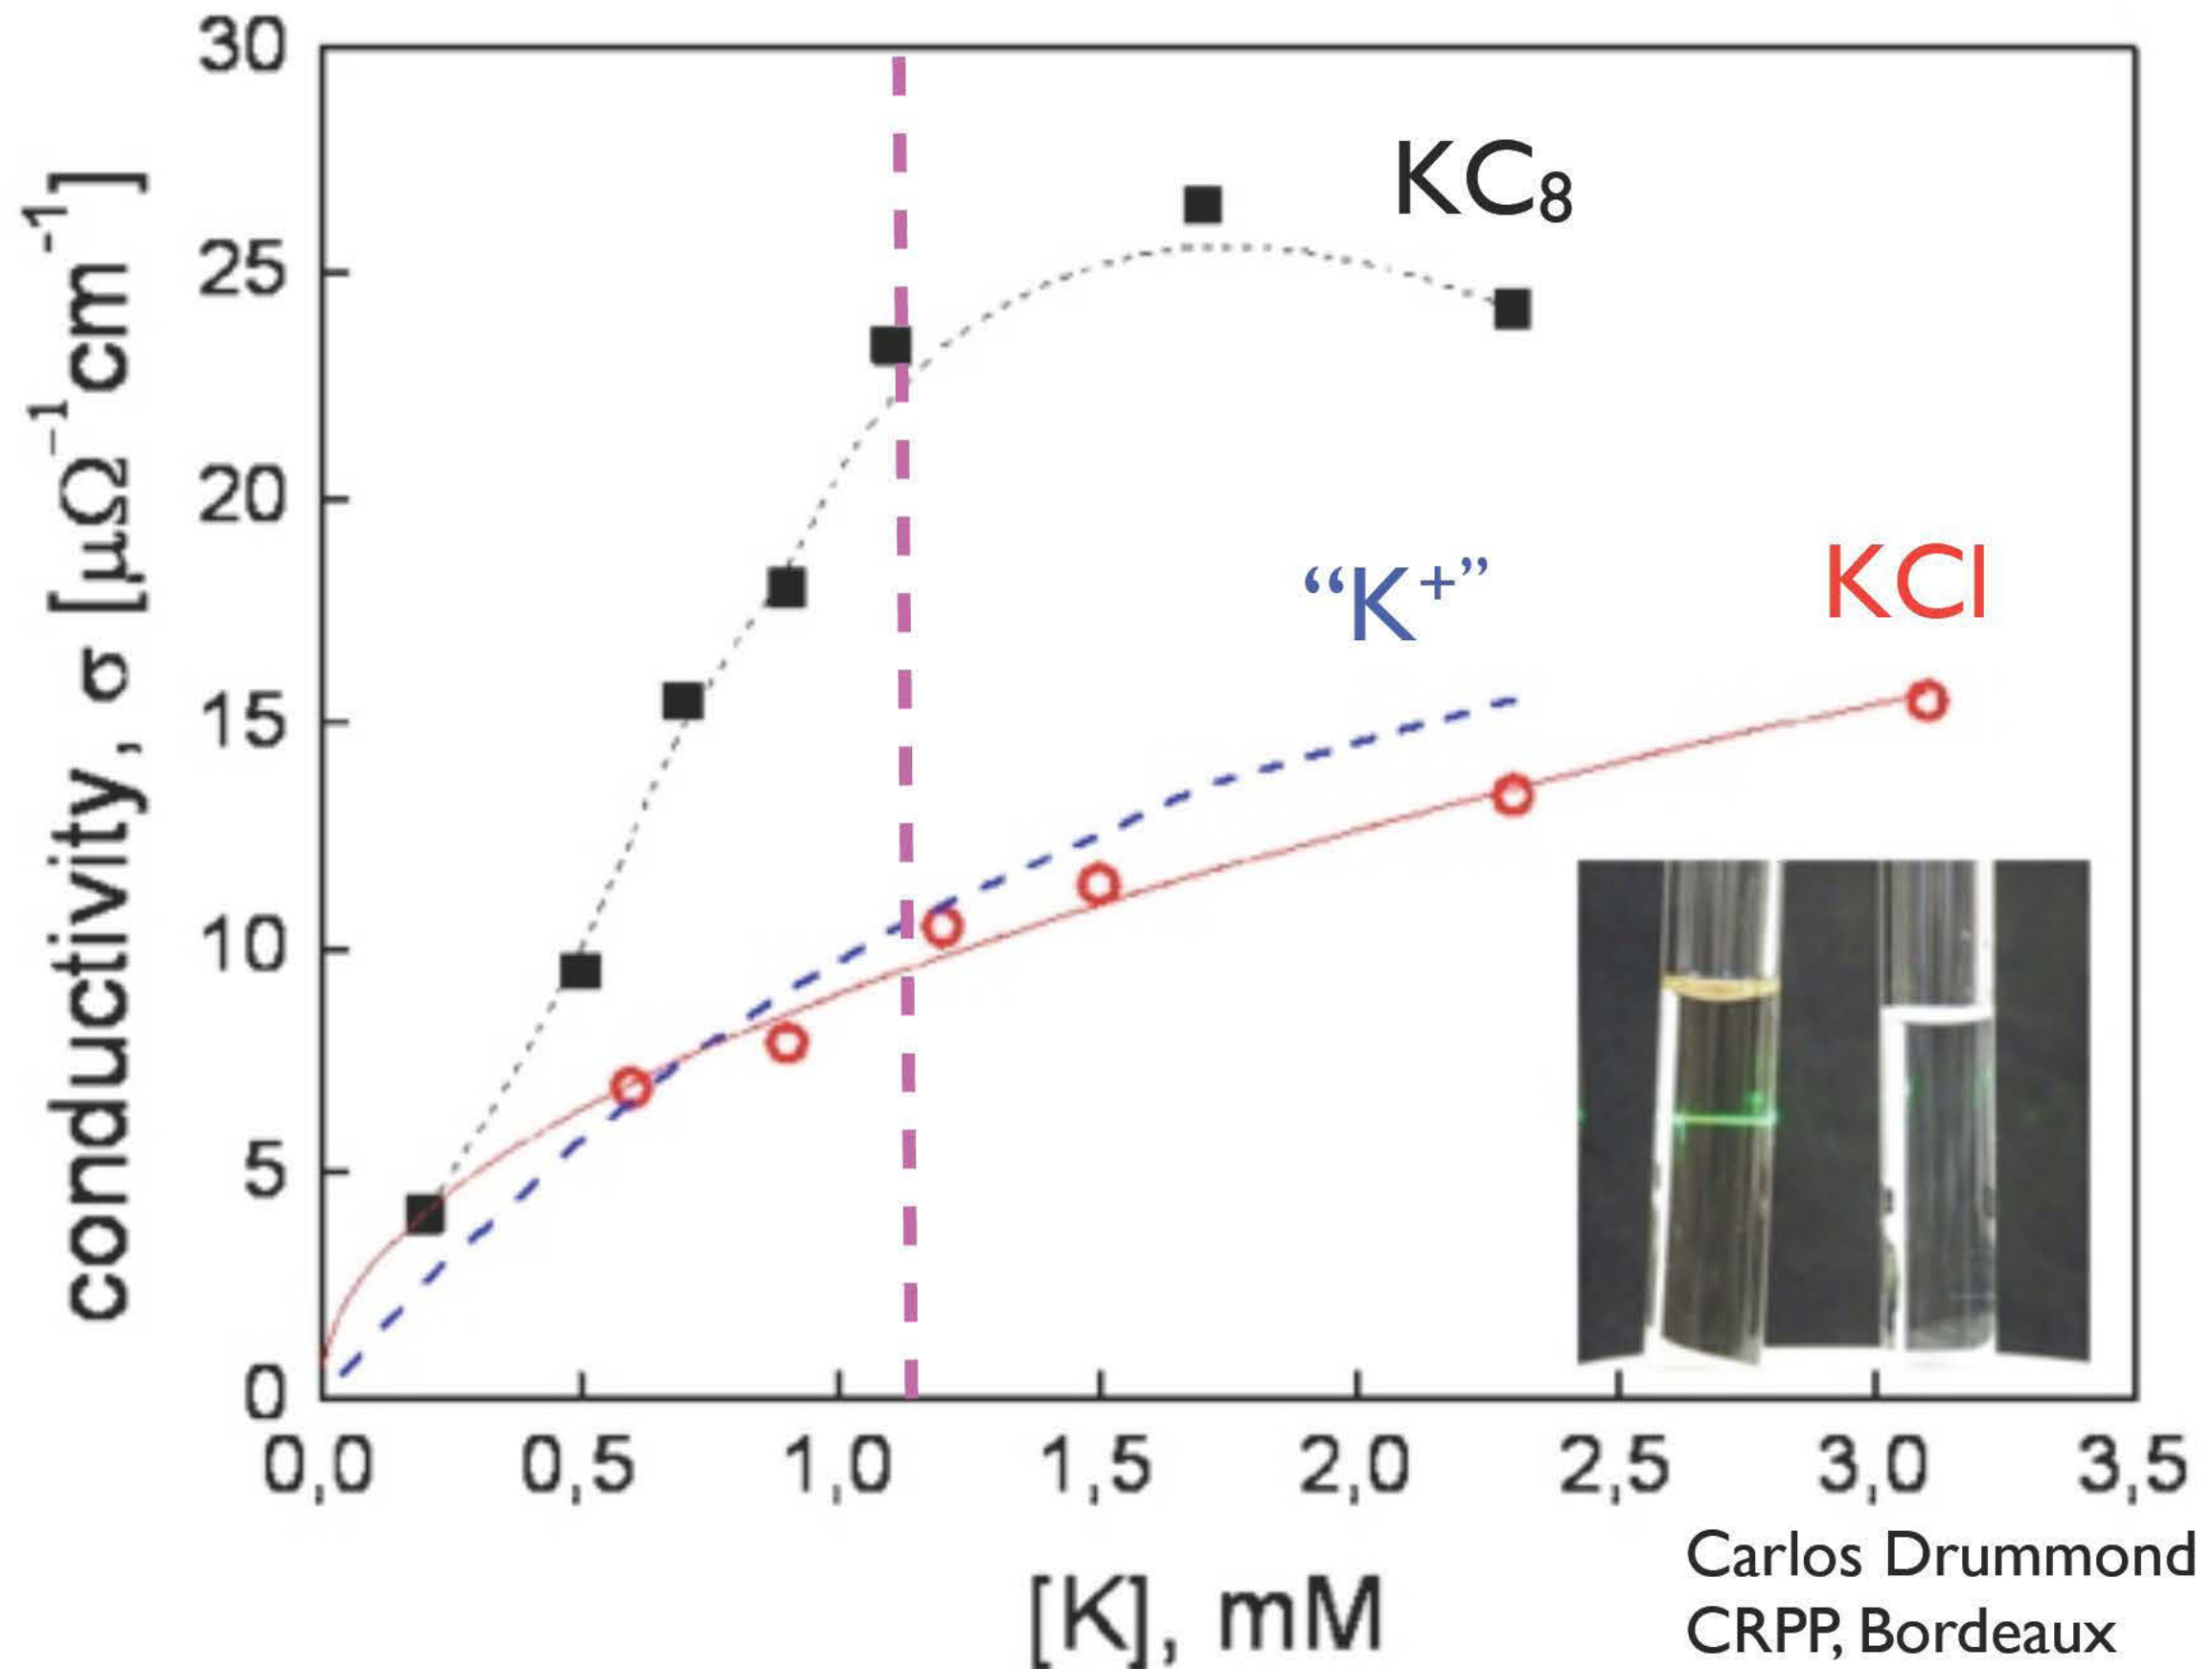 30
25
20
15
10
5
0
conductivity, σ [μΩ⁻¹cm⁻¹]
KC₈
“K⁺”
KCl
0,0 0,5 1,0 1,5 2,0 2,5 3,0 3,5
[K], mM
Carlos Drummond
CRPP, Bordeaux